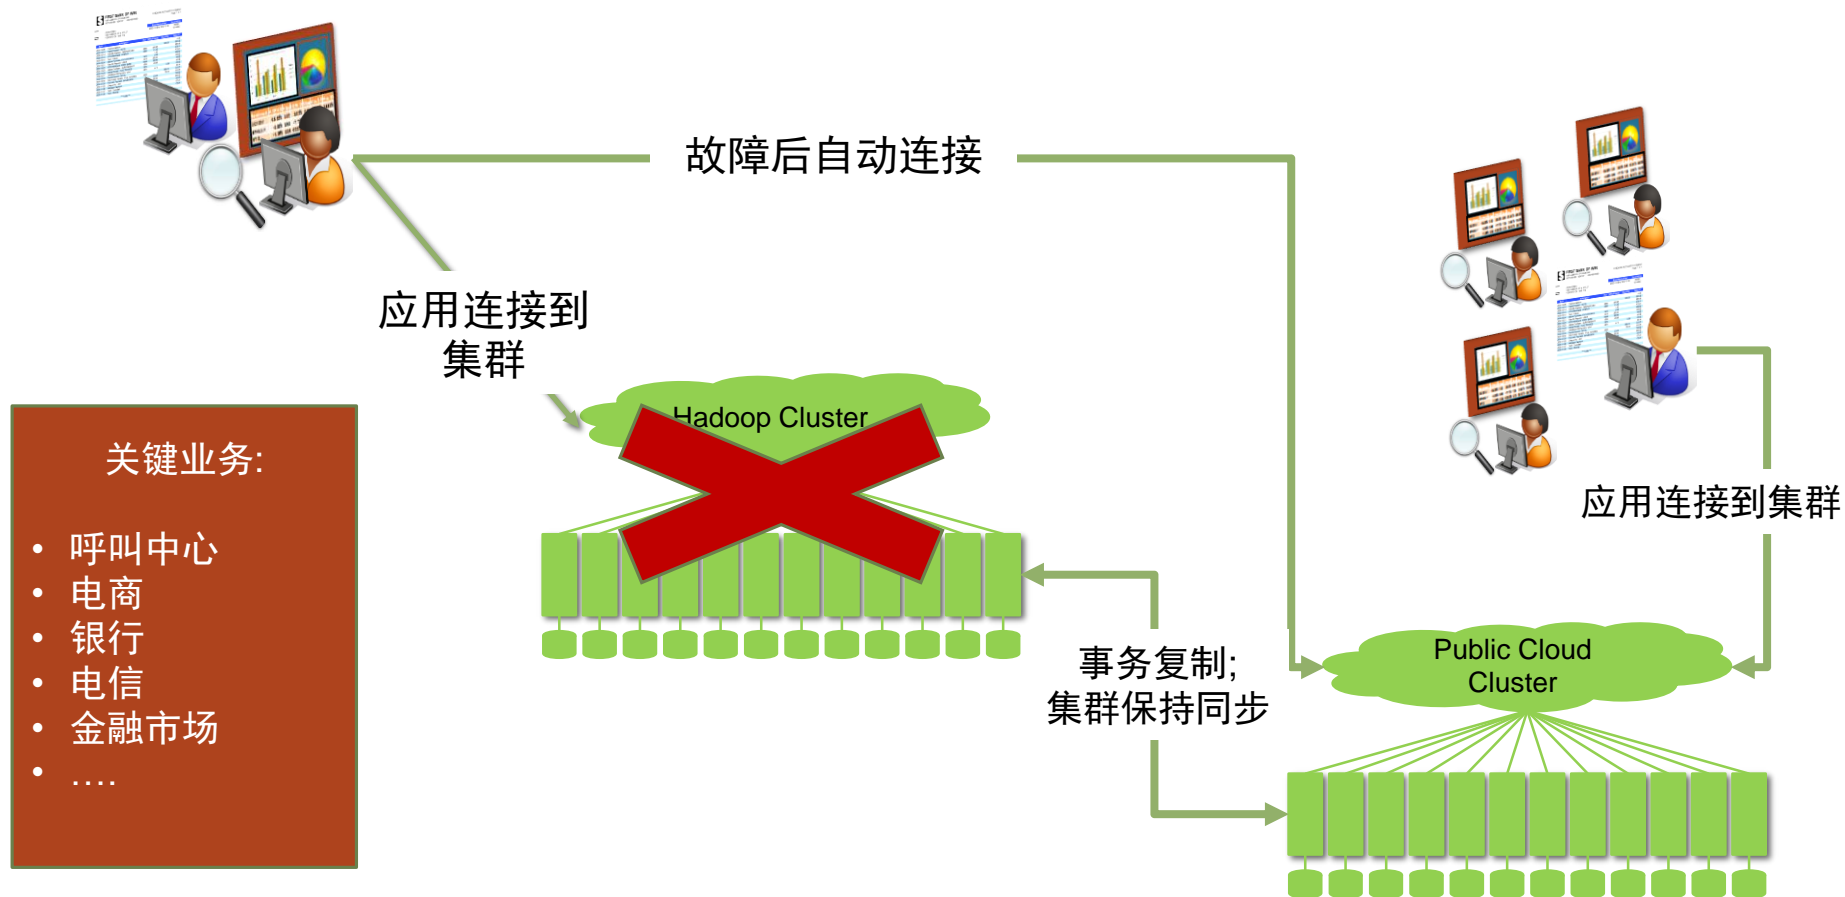 故障后自动连接
应用连接到
集群
Hadoop Cluster
关键业务:
• 呼叫中心
• 电商
• 银行
• 电信
• 金融市场
• ....
事务复制;
集群保持同步
应用连接到集群
Public Cloud
Cluster